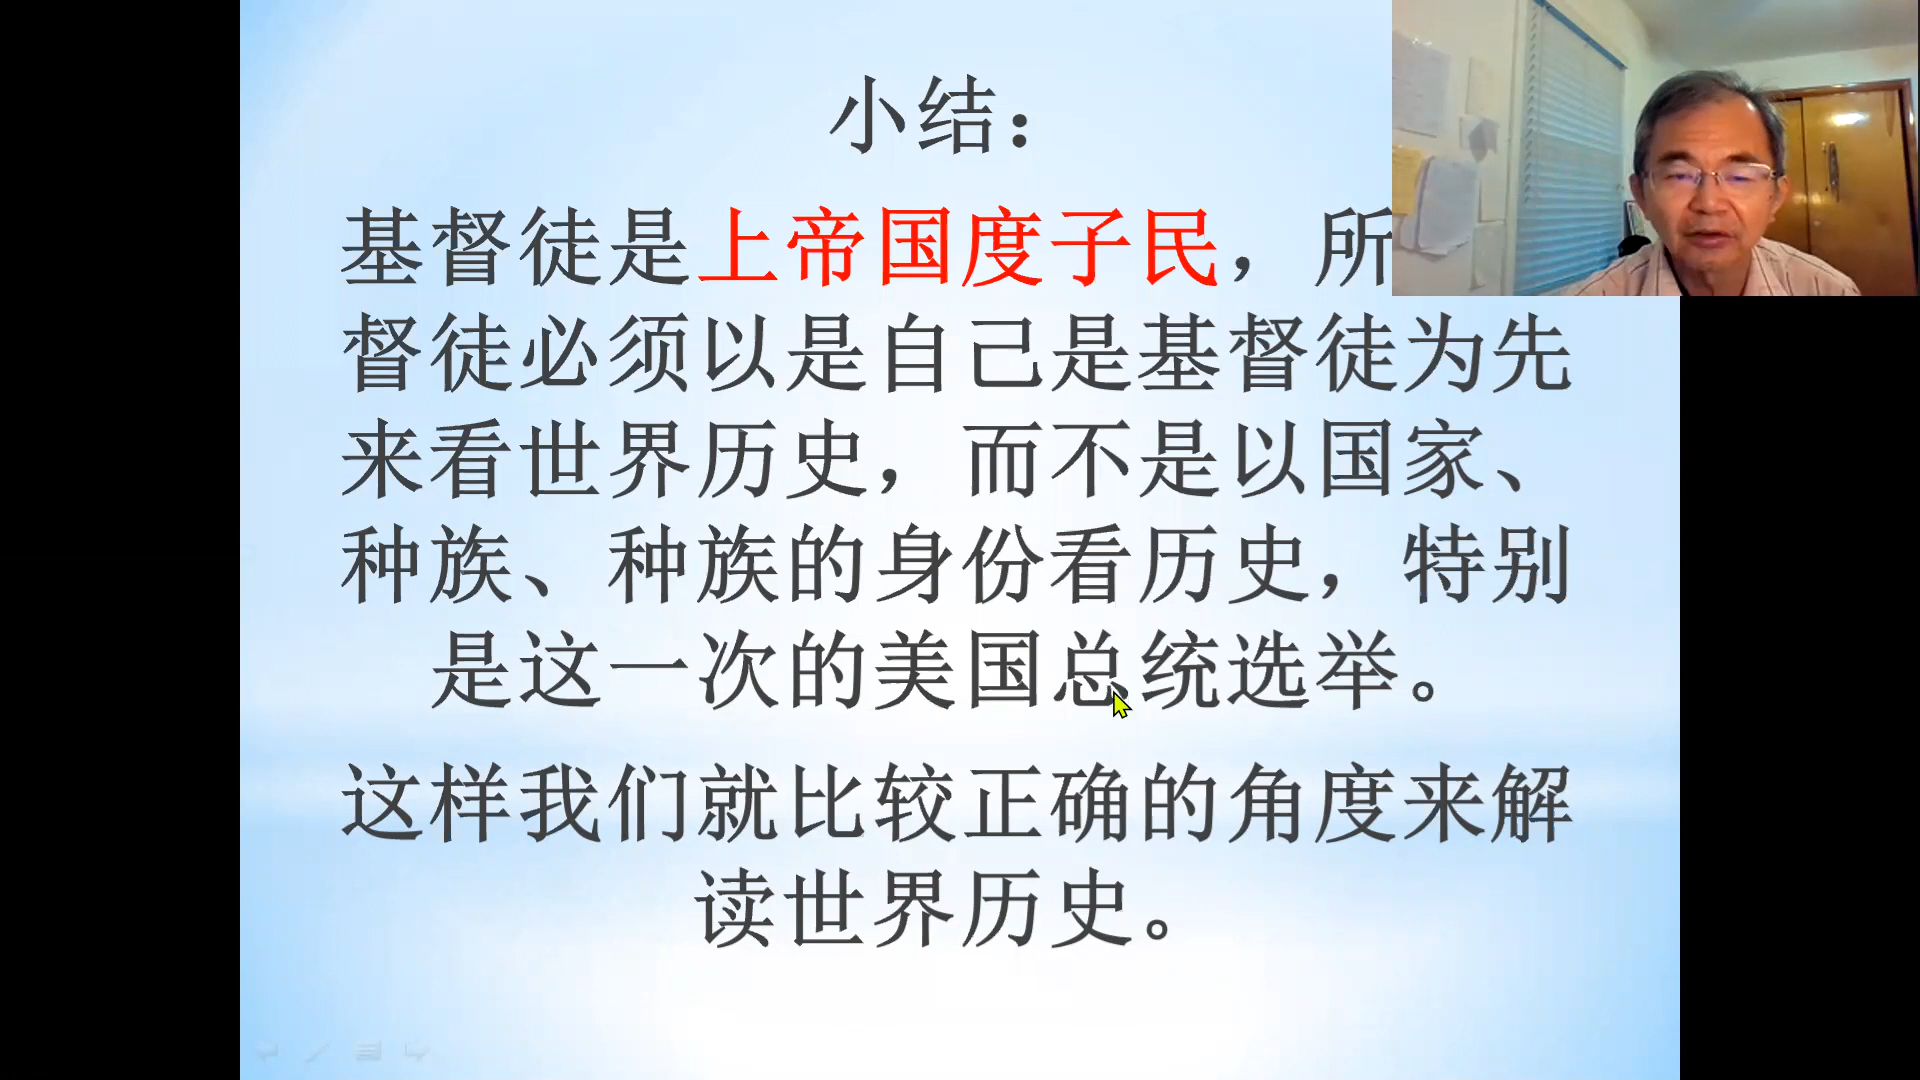 小结：
基督徒是上帝国度子民，所
督徒必须以是自己是基督徒为先
来看世界历史，而不是以国家、
种族、种族的身份看历史，特别
是这一次的美国总统选举。
这样我们就比较正确的角度来解
读世界历史。